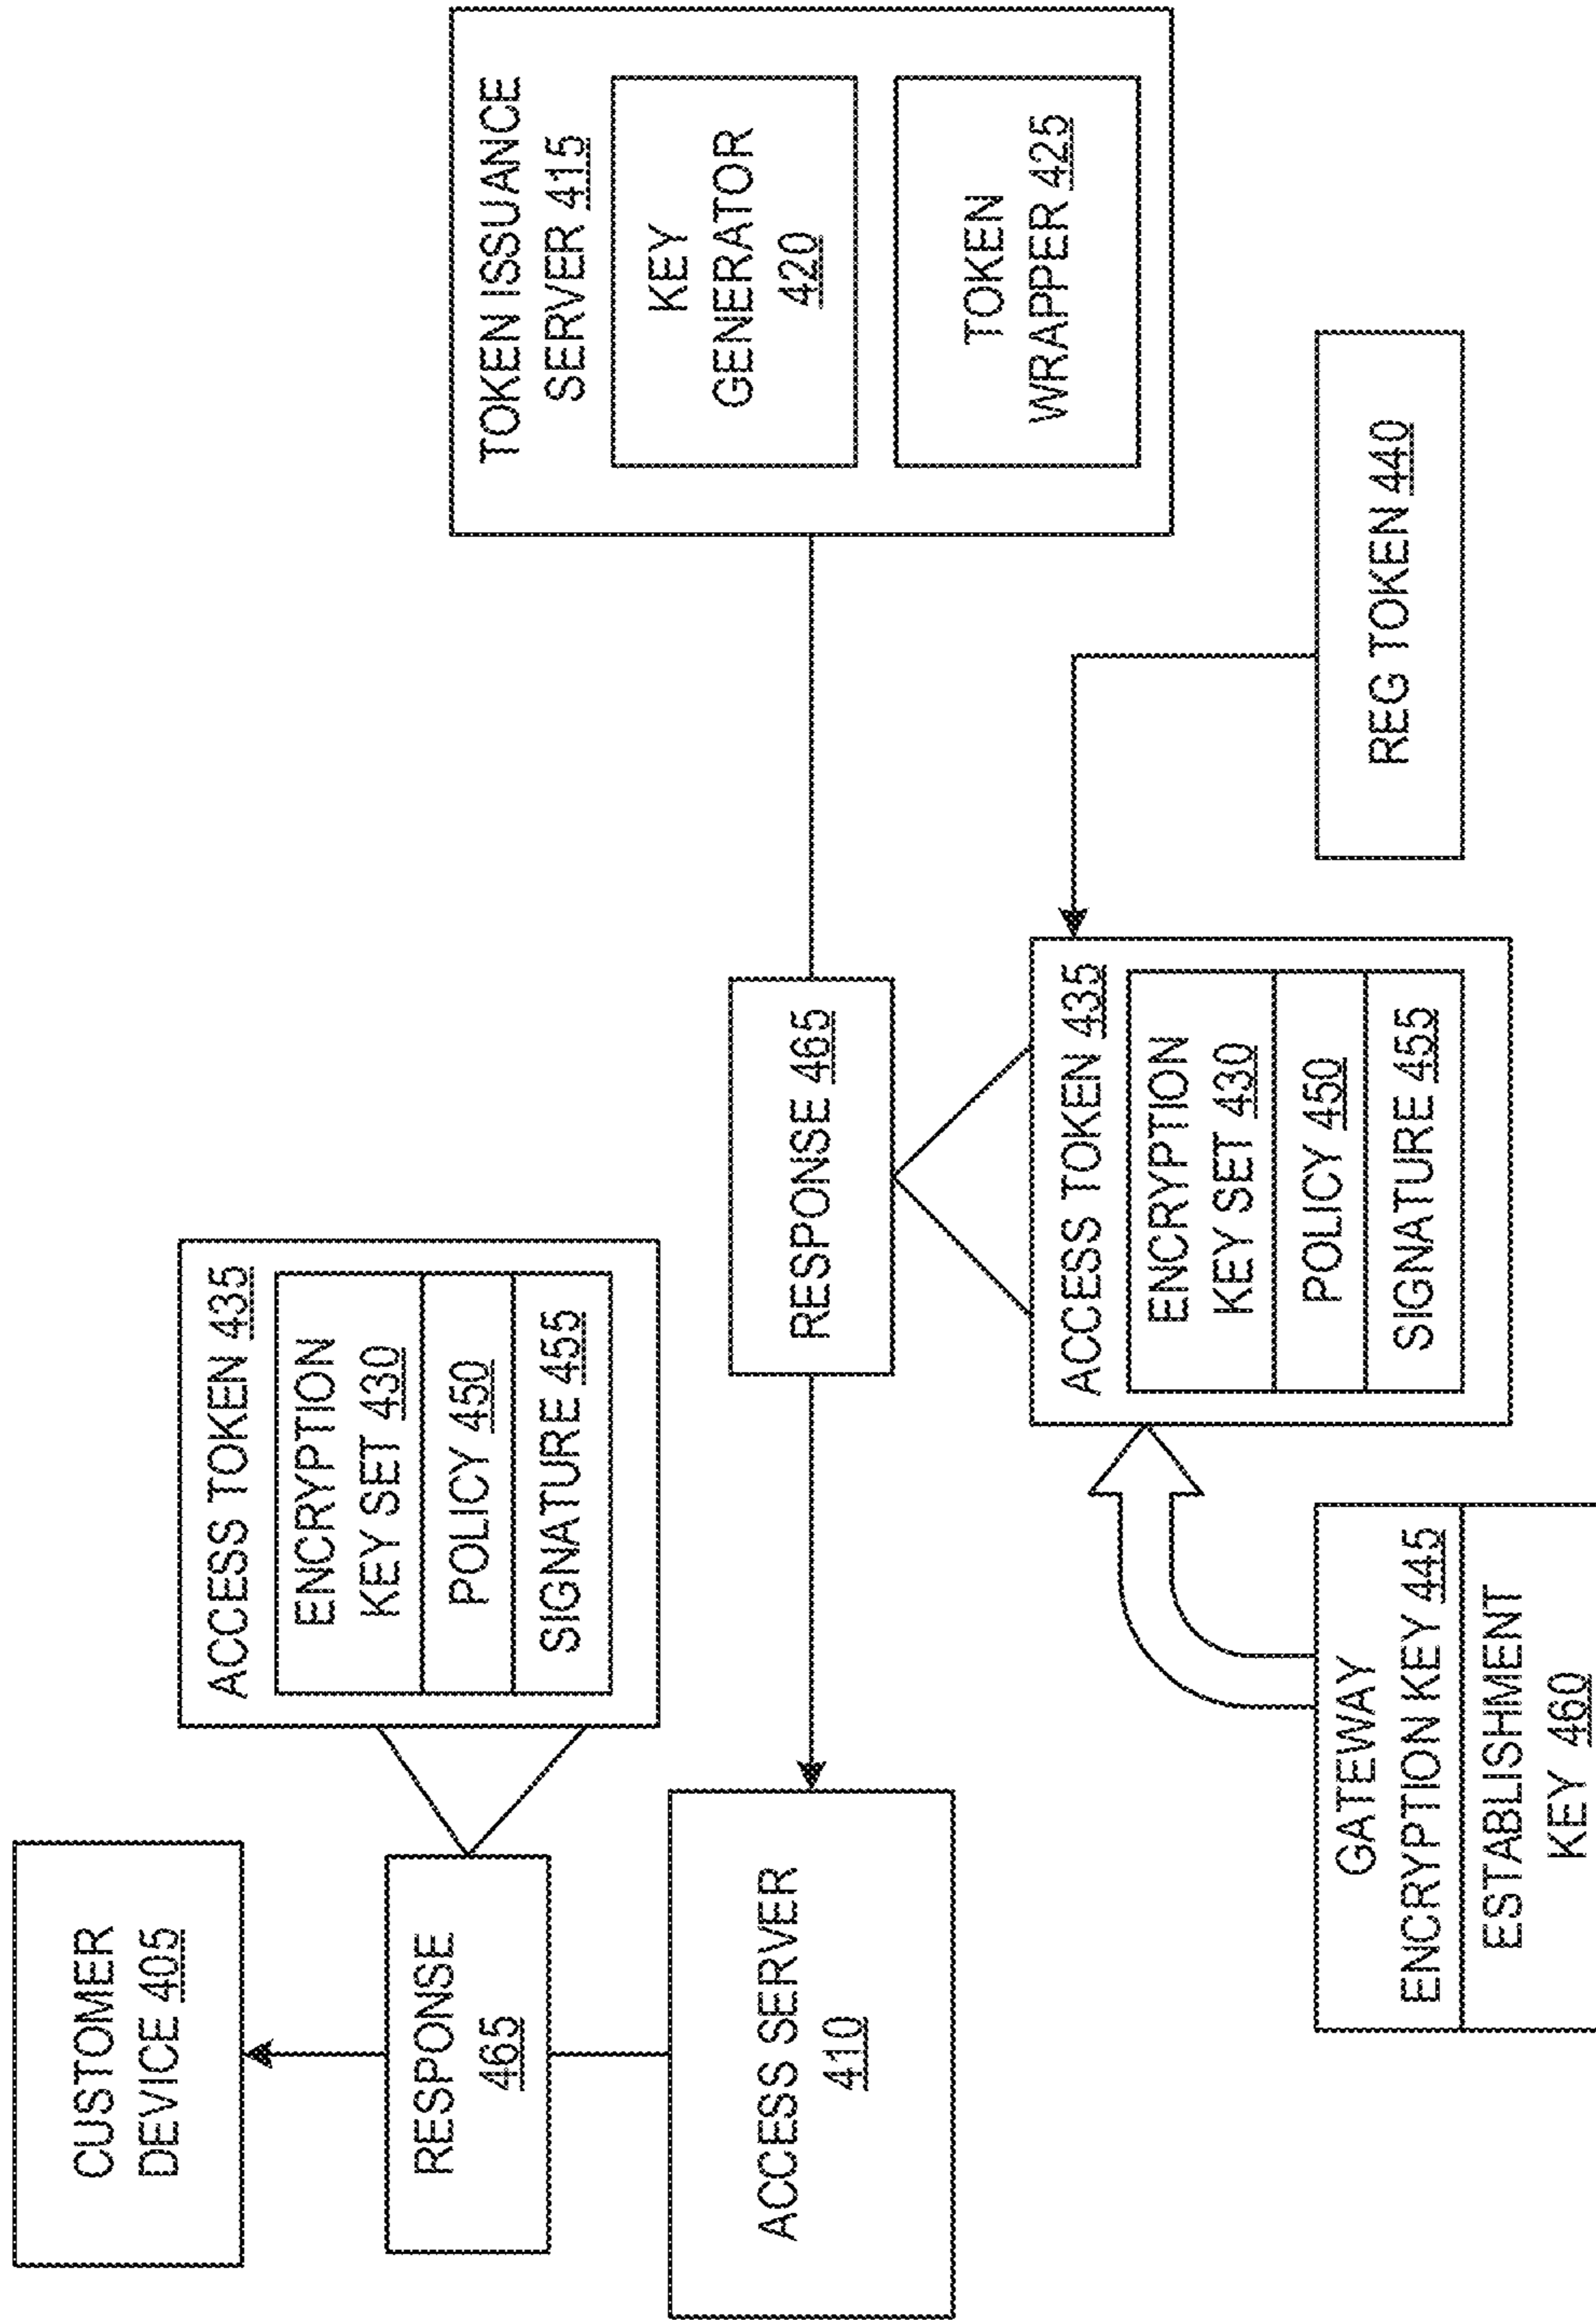 CUSTOMER
DEVICE 405
RESPONSE
465
ACCESS SERVER
410
ACCESS TOKEN 435
ENCRYPTION
KEY SET 430
POLICY 450
SIGNATURE 455
RESPONSE 465
TOKEN ISSUANCE
SERVER 415
KEY
GENERATOR
420
TOKEN
WRAPPER 425
ACCESS TOKEN 435
ENCRYPTION
KEY SET 430
POLICY 450
SIGNATURE 455
GATEWAY
ENCRYPTION KEY 445
ESTABLISHMENT
KEY 460
REG TOKEN 440